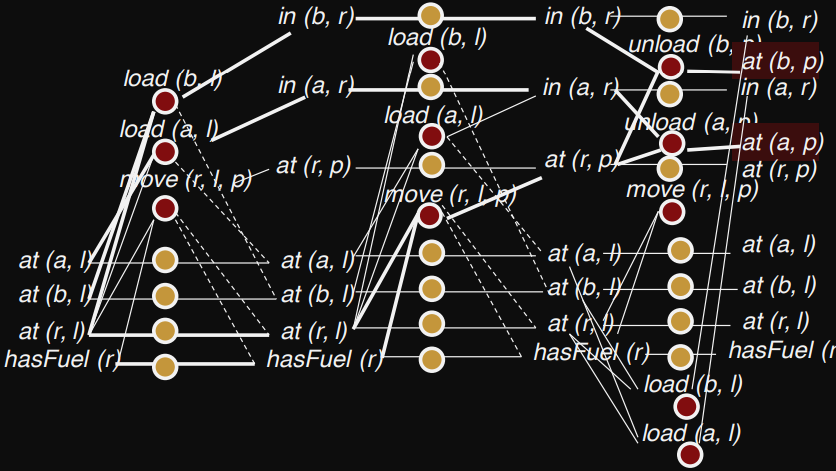 in (b, r)
in (b, r)
in (b, r)
load (b, l)
unload (b, p)
at (b, p)
load (b, l)
in (a, r)
in (a, r)
in (a, r)
load (a, l)
load (a, l)
unload (a, p)
at (a, p)
at (r, p)
at (r, p)
at (r, p)
move (r, l, p)
move (r, l, p)
move (r, l, p)
at (a, l)
at (a, l)
at (a, l)
at (a, l)
at (b, l)
at (b, l)
at (b, l)
at (b, l)
at (r, l)
at (r, l)
at (r, l)
at (r, l)
hasFuel (r)
hasFuel (r)
hasFuel (r)
hasFuel (r
load (b, l)
load (a, l)